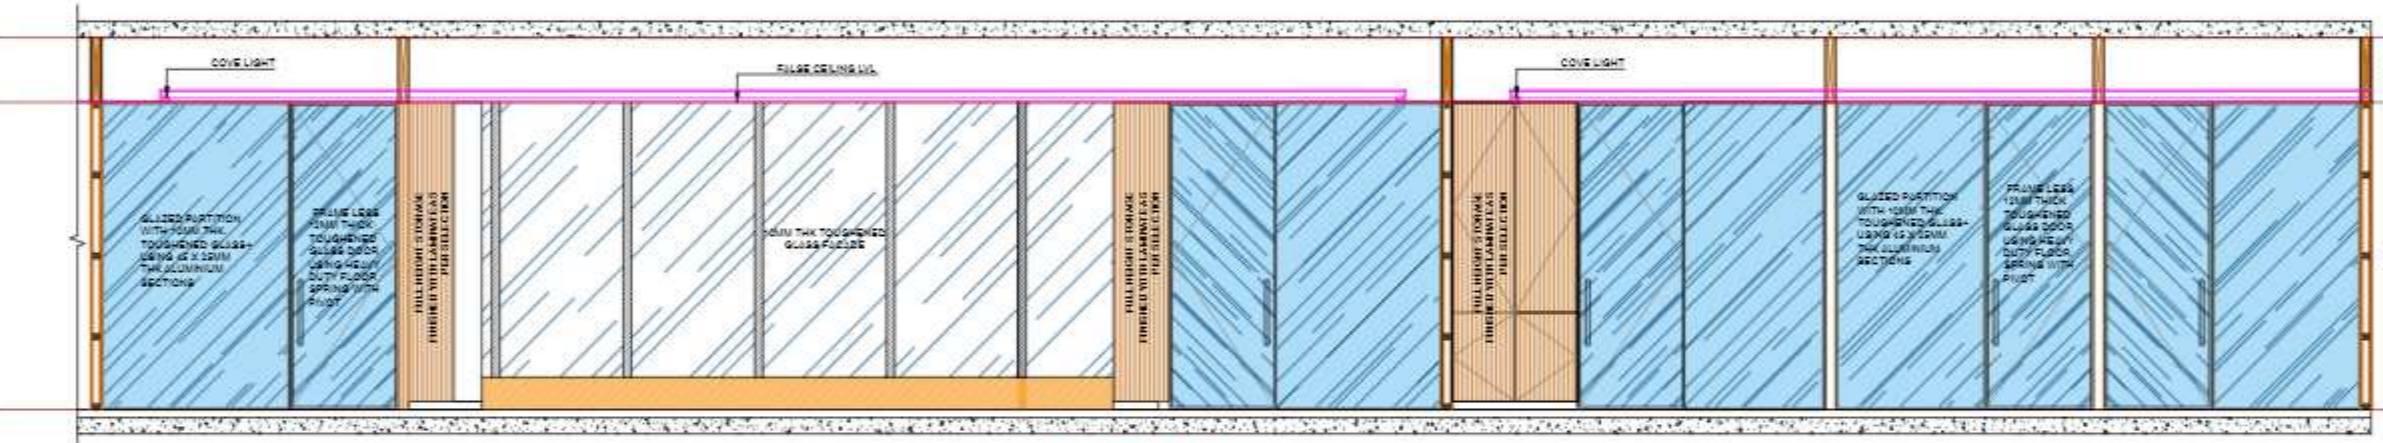 COVE LIGHT
FALSE CEILING LVL
COVE LIGHT
GLAZED PARTITION
WITH 10MM THK.
TOUGHENED GLASS+
USING 45 X 25MM
THK ALUMINIUM
SECTIONS
FRAME LESS
12MM THICK
TOUGHENED
GLASS DOOR
USING HEAVY
DUTY FLOOR
SPRING WITH
PIVOT
FULL HEIGHT STORAGE
FINISHED WITH LAMINATE AS
PER SELECTION
THK TOUGHENED
GLASS FACADE
FULL HEIGHT STORAGE
FINISHED WITH LAMINATE AS
PER SELECTION
FULL HEIGHT STORAGE
FINISHED WITH LAMINATE AS
PER SELECTION
GLAZED PARTITION
WITH 10MM THK.
TOUGHENED GLASS+
USING 45 X 25MM
THK ALUMINIUM
SECTIONS
FRAME LESS
12MM THICK
TOUGHENED
GLASS DOOR
USING HEAVY
DUTY FLOOR
SPRING WITH
PIVOT